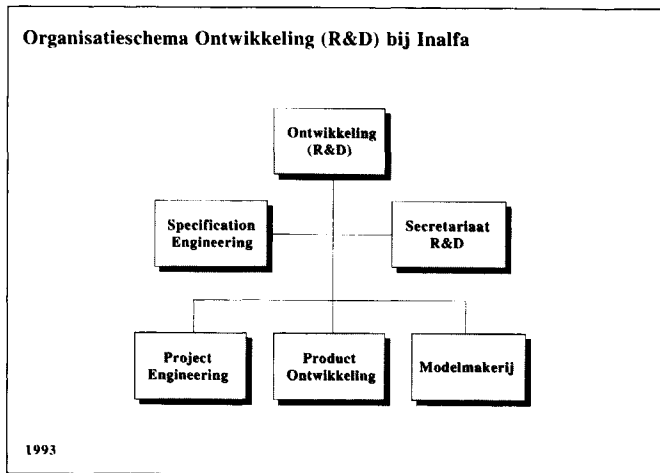 Organisatieschema Ontwikkeling (R&D) bij Inalfa
Ontwikkeling
(R&D)
Specification
Engineering
Secretariaat
R&D
Project
Engineering
Product
Ontwikkeling
Modelmakerij
1993